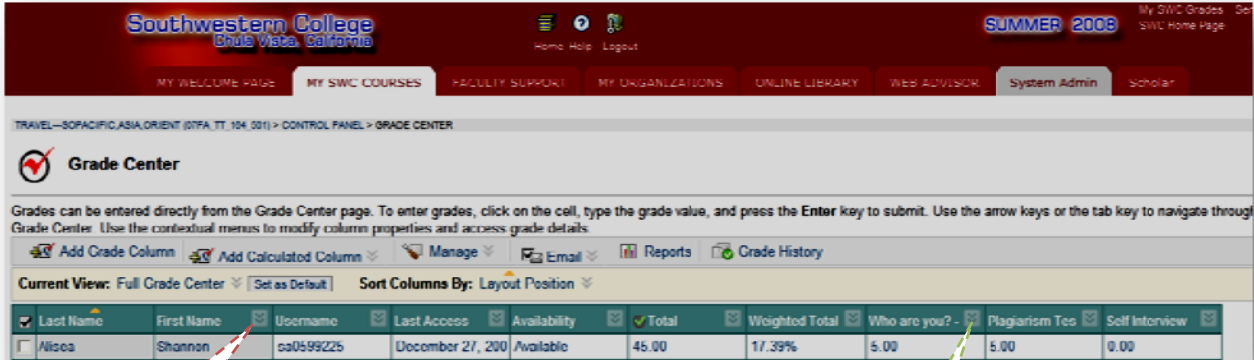 Southwestern College
Chula Vista, California
Home Help Logout
SUMMER 2008
My SWC Grades
SWC Home Page
MY WELCOME PAGE MY SWC COURSES FACULTY SUPPORT MY ORGANIZATIONS ONLINE LIBRARY WEB ADVISOR System Admin Scholar
TRAVEL—SOPACIFIC,ASIA,ORIENT (07FA_TT_104_501) > CONTROL PANEL > GRADE CENTER
Grade Center
Grades can be entered directly from the Grade Center page. To enter grades, click on the cell, type the grade value, and press the Enter key to submit. Use the arrow keys or the tab key to navigate through
Grade Center. Use the contextual menus to modify column properties and access grade details.
Add Grade Column Add Calculated Column Manage Email Reports Grade History
Current View: Full Grade Center Set as Default Sort Columns By: Layout Position
Last Name First Name Username Last Access Availability Total Weighted Total Who are you? - Plagiarism Tes Self Interview
Shannon sa0599225 December 27, 200 Available 45.00 17.39% 5.00 5.00 0.00